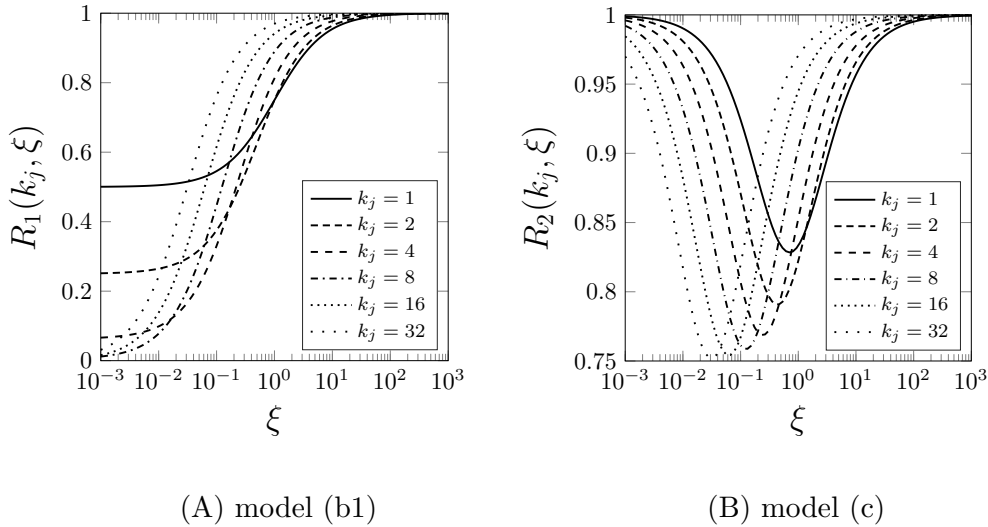 R₁(kⱼ, ξ)
1
0.8
0.6
0.4
0.2
0
10⁻³ 10⁻² 10⁻¹ 10⁰ 10¹ 10² 10³
ξ
kⱼ = 1
kⱼ = 2
kⱼ = 4
kⱼ = 8
kⱼ = 16
kⱼ = 32
(A) model (b1)
R₂(kⱼ, ξ)
1
0.95
0.9
0.85
0.8
0.75
10⁻³ 10⁻² 10⁻¹ 10⁰ 10¹ 10² 10³
ξ
kⱼ = 1
kⱼ = 2
kⱼ = 4
kⱼ = 8
kⱼ = 16
kⱼ = 32
(B) model (c)